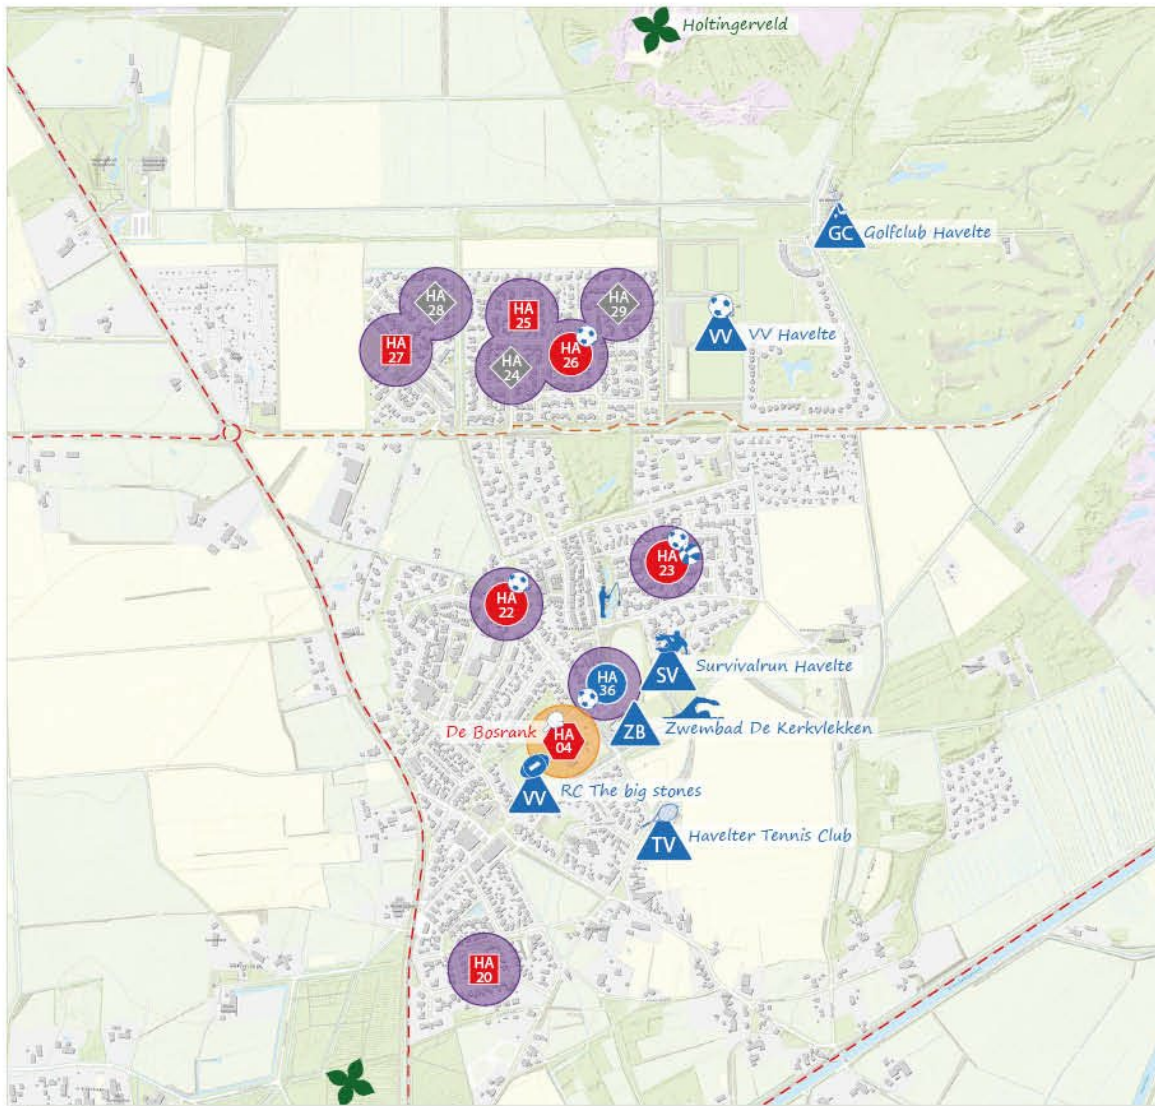 Holtingerveld
GC Golfclub Havelte
HA
28
HA
25
HA
29
HA
27
HA
24
HA
26
VV VV Havelte
HA
23
HA
22
HA
36
SV Survivalrun Havelte
ZB Zwembad De Kerkvlekken
De Bosrank
HA
04
VV RC The big stones
TV Havelter Tennis Club
HA
20